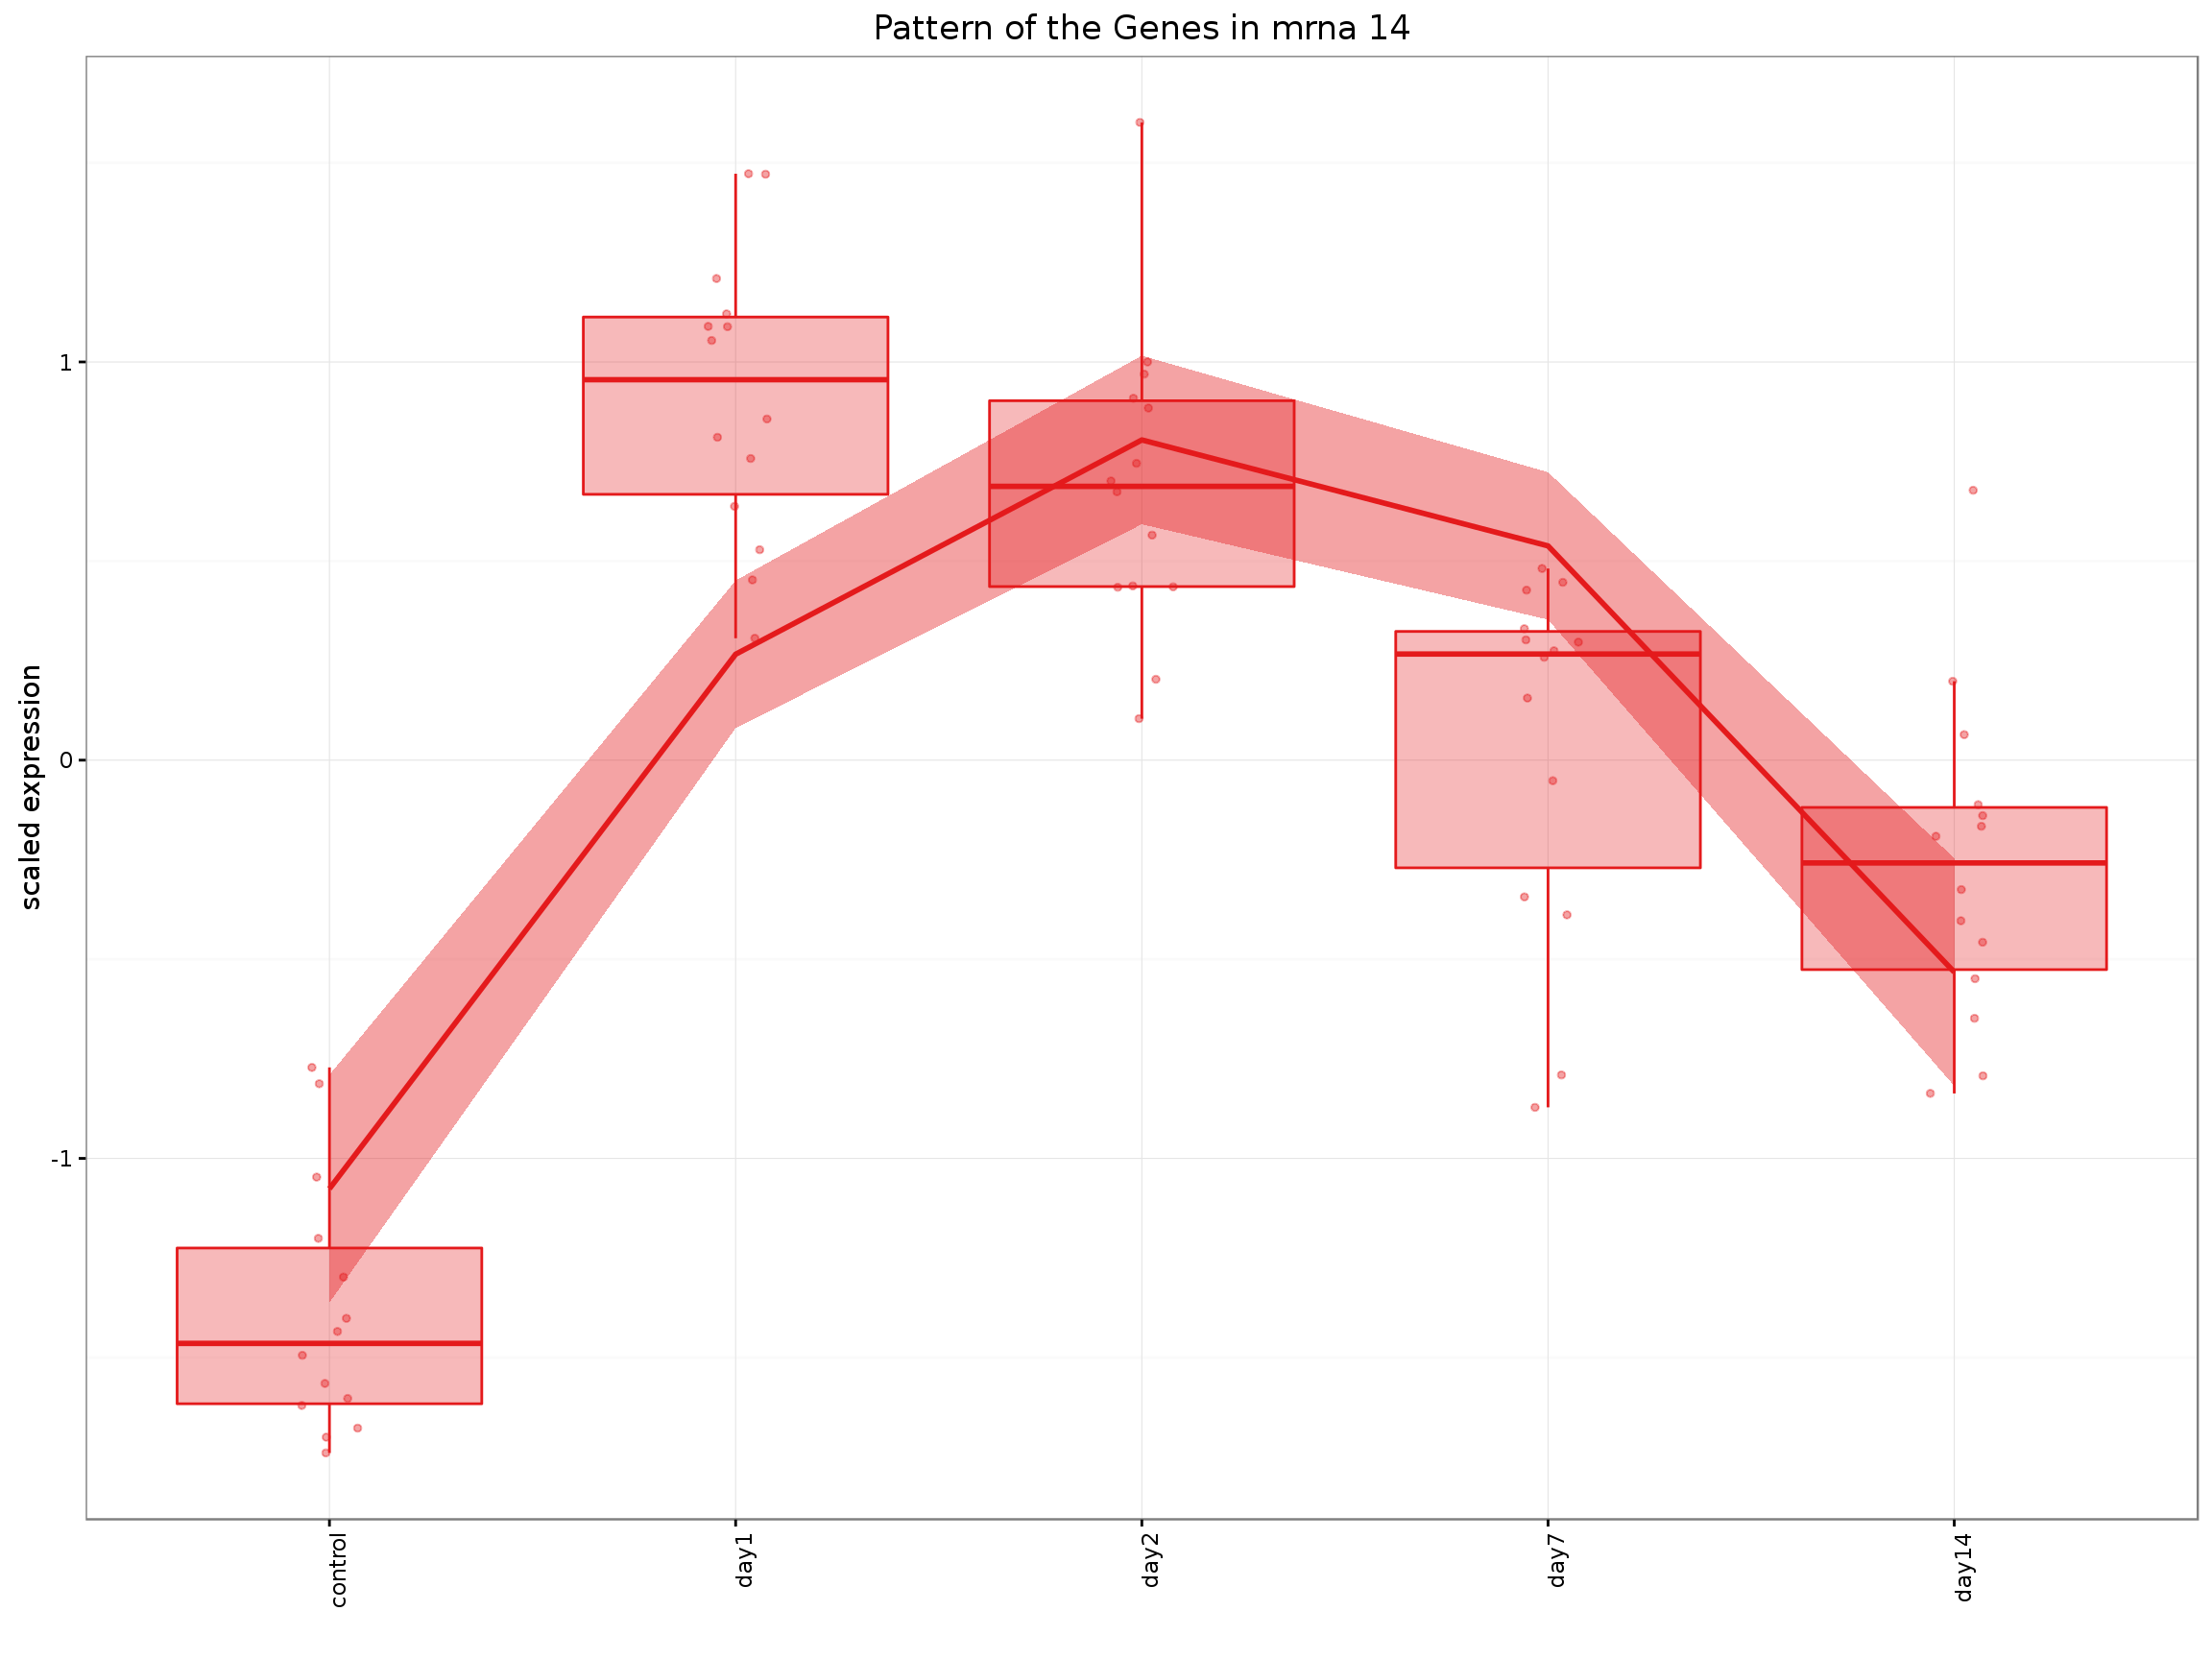 Pattern of the Genes in mrna 14
scaled expression
1
0
-1
control
day1
day2
day7
day14